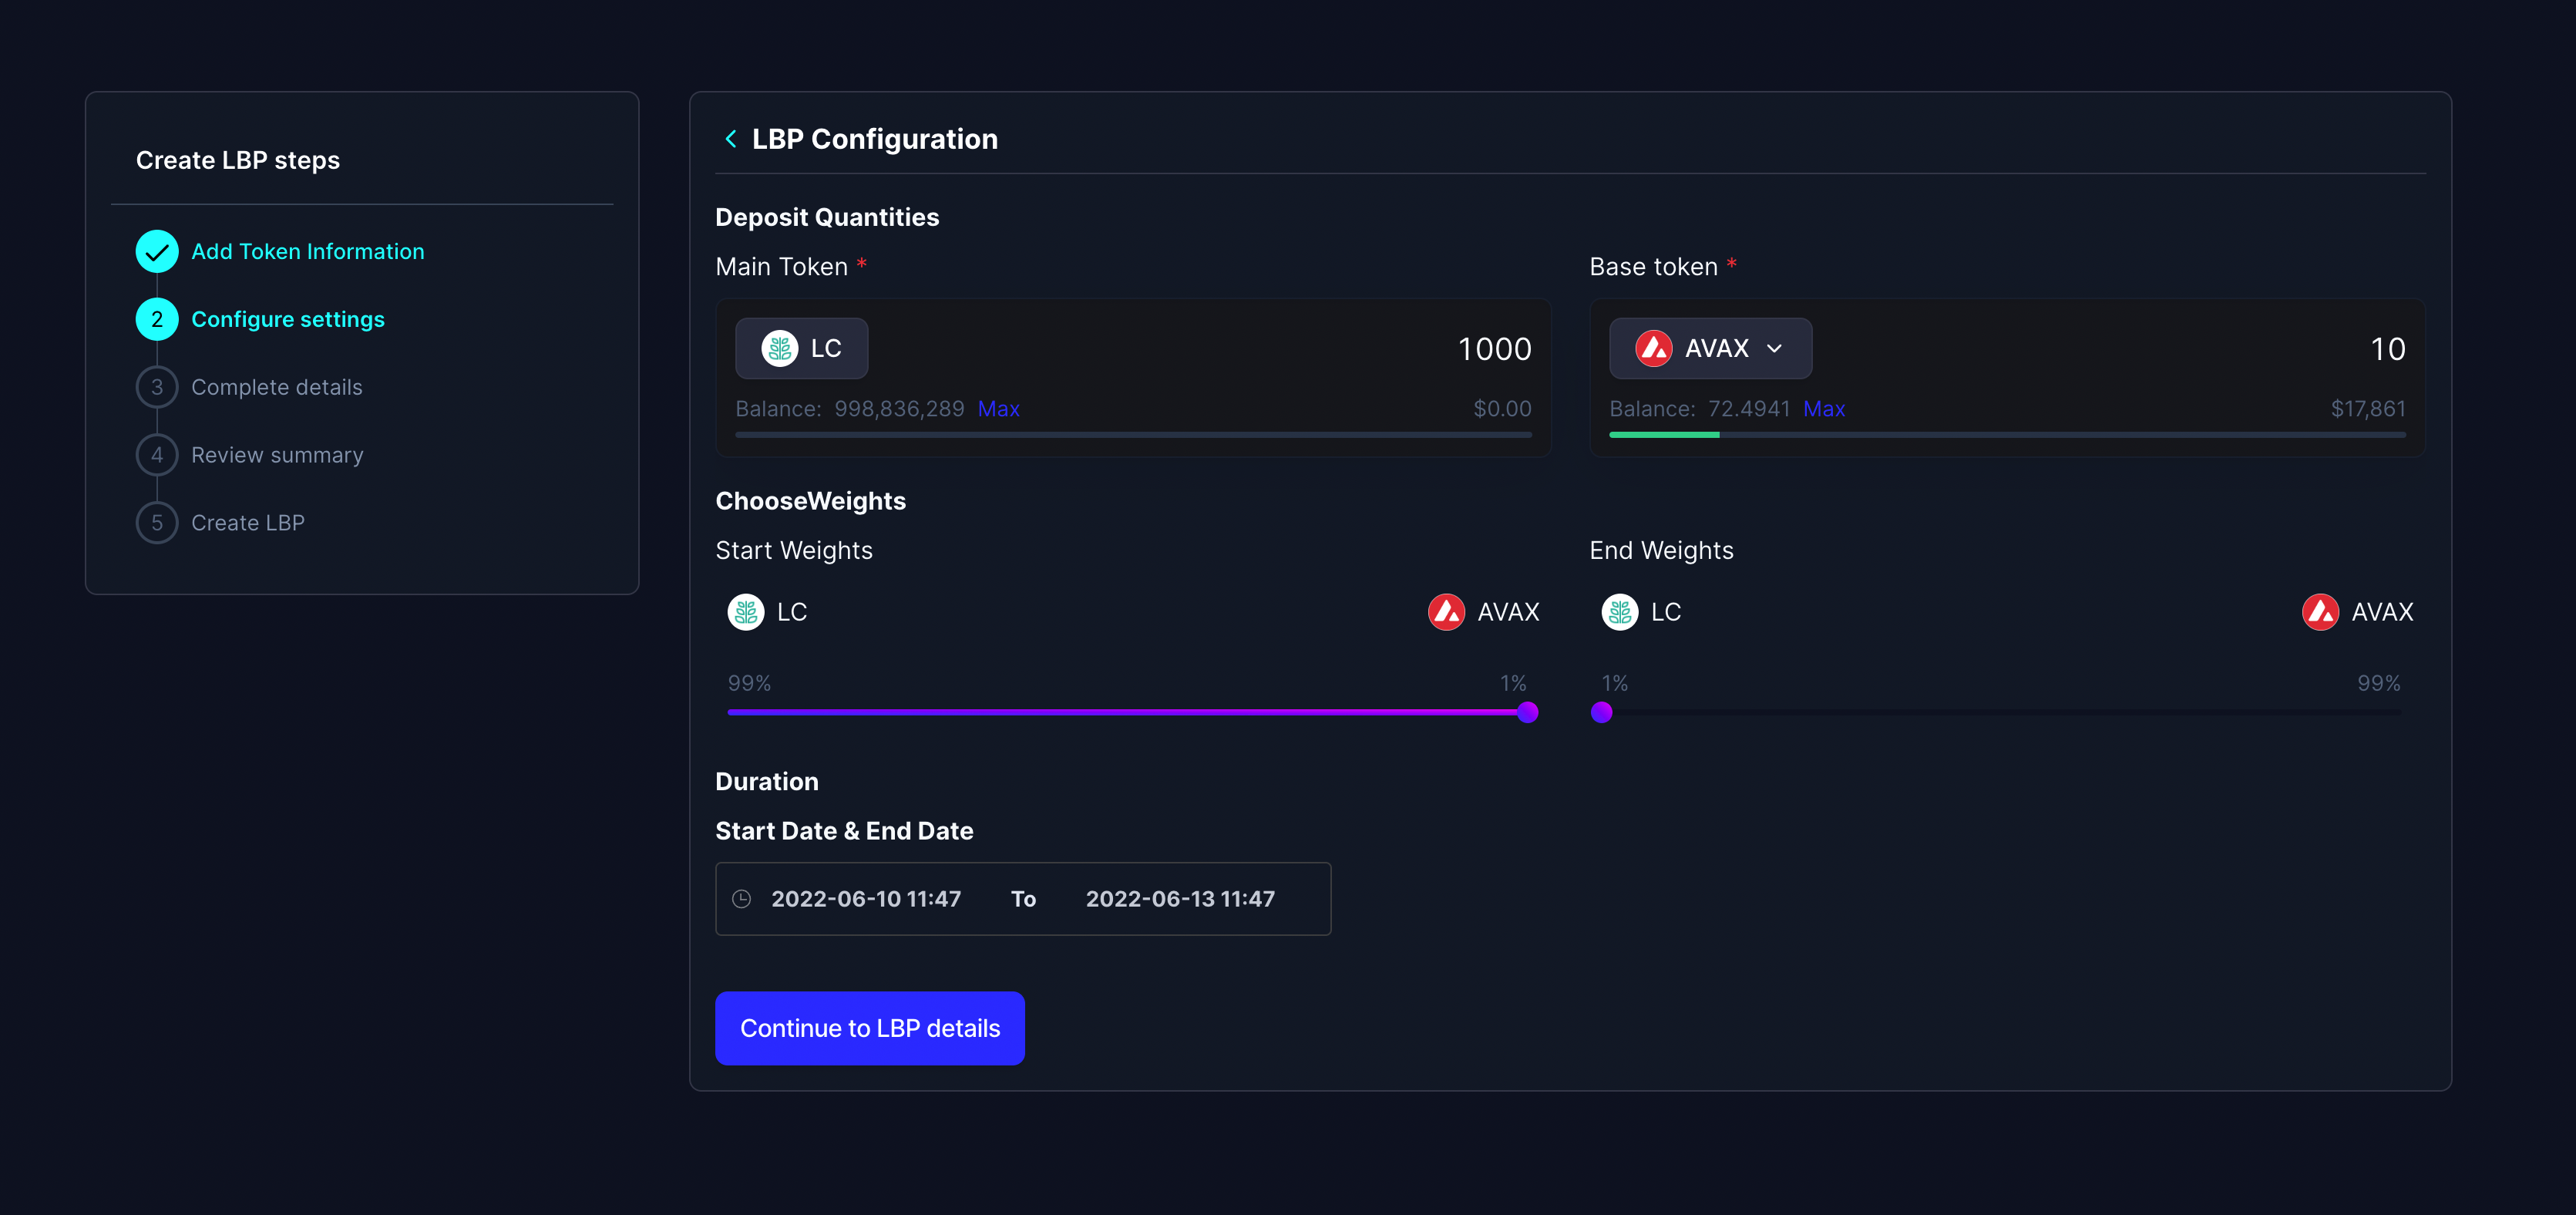 Create LBP steps
Add Token Information
2 Configure settings
3 Complete details
4 Review summary
5 Create LBP
LBP Configuration
Deposit Quantities
Main Token *
LC 1000
Balance: 998,836,289 Max $0.00
Base token *
AVAX 10
Balance: 72.4941 Max $17,861
ChooseWeights
Start Weights
LC AVAX
99% 1%
End Weights
LC AVAX
1% 99%
Duration
Start Date & End Date
2022-06-10 11:47 To 2022-06-13 11:47
Continue to LBP details